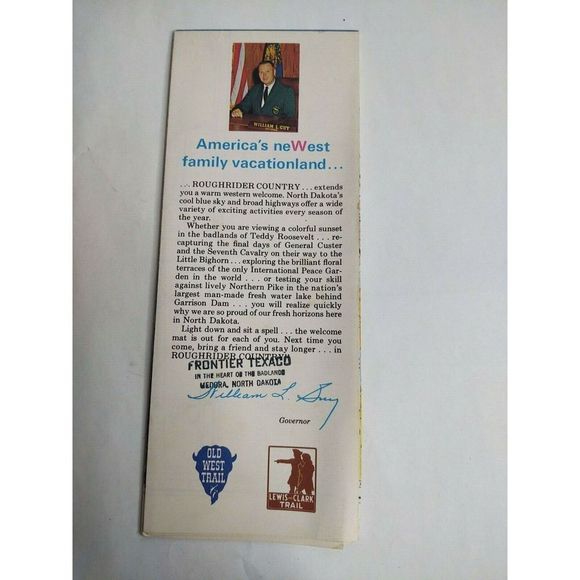 WILLIAM L GUY
America's neWest
family vacationland...
... ROUGHRIDER COUNTRY ... extends
you a warm western welcome. North Dakota's
cool blue sky and broad highways offer a wide
variety of exciting activities every season of
the year.
Whether you are viewing a colorful sunset
in the badlands of Teddy Roosevelt ... re-
capturing the final days of General Custer
and the Seventh Cavalry on their way to the
Little Bighorn ... exploring the brilliant floral
terraces of the only International Peace Gar-
den in the world ... or testing your skill
against lively Northern Pike in the nation's
largest man-made fresh water lake behind
Garrison Dam ... you will realize quickly
why we are so proud of our fresh horizons here
in North Dakota.
Light down and sit a spell ... the welcome
mat is out for each of you. Next time you
come, bring a friend and stay longer ... in
ROUGHRIDER COUNTRY!
FRONTIER TEXACO
IN THE HEART OF THE BADLANDS
MEDORA, NORTH DAKOTA
William L. Guy
Governor
OLD
WEST
TRAIL
LEWIS AND CLARK
TRAIL